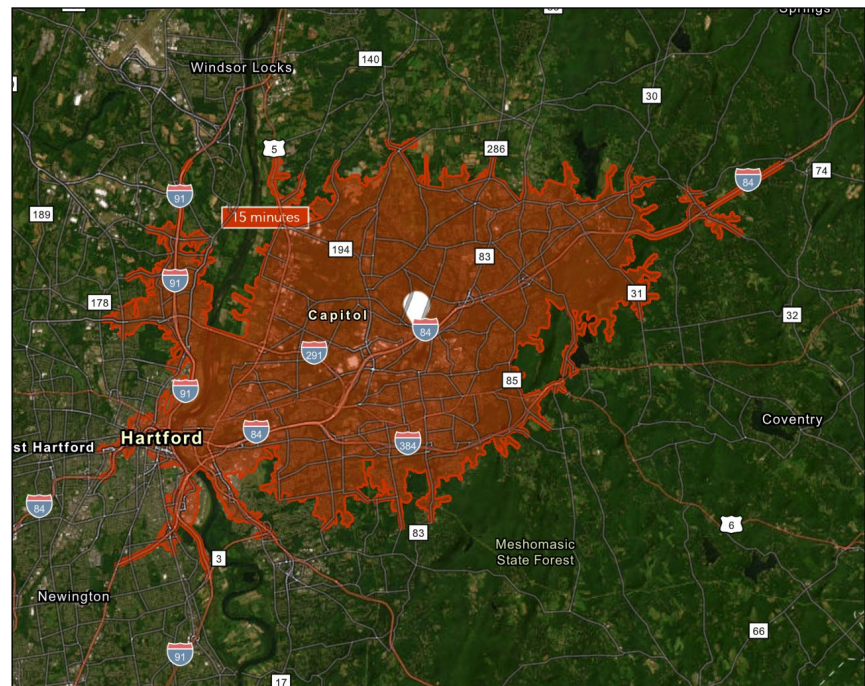 Springs
Windsor Locks
140
30
5
286
84
74
91
189
15 minutes
194
83
91
31
178
Capitol
32
84
291
85
91
Coventry
84
Hartford
384
st Hartford
84
6
83
Meshomasic
State Forest
3
Newington
66
91
17